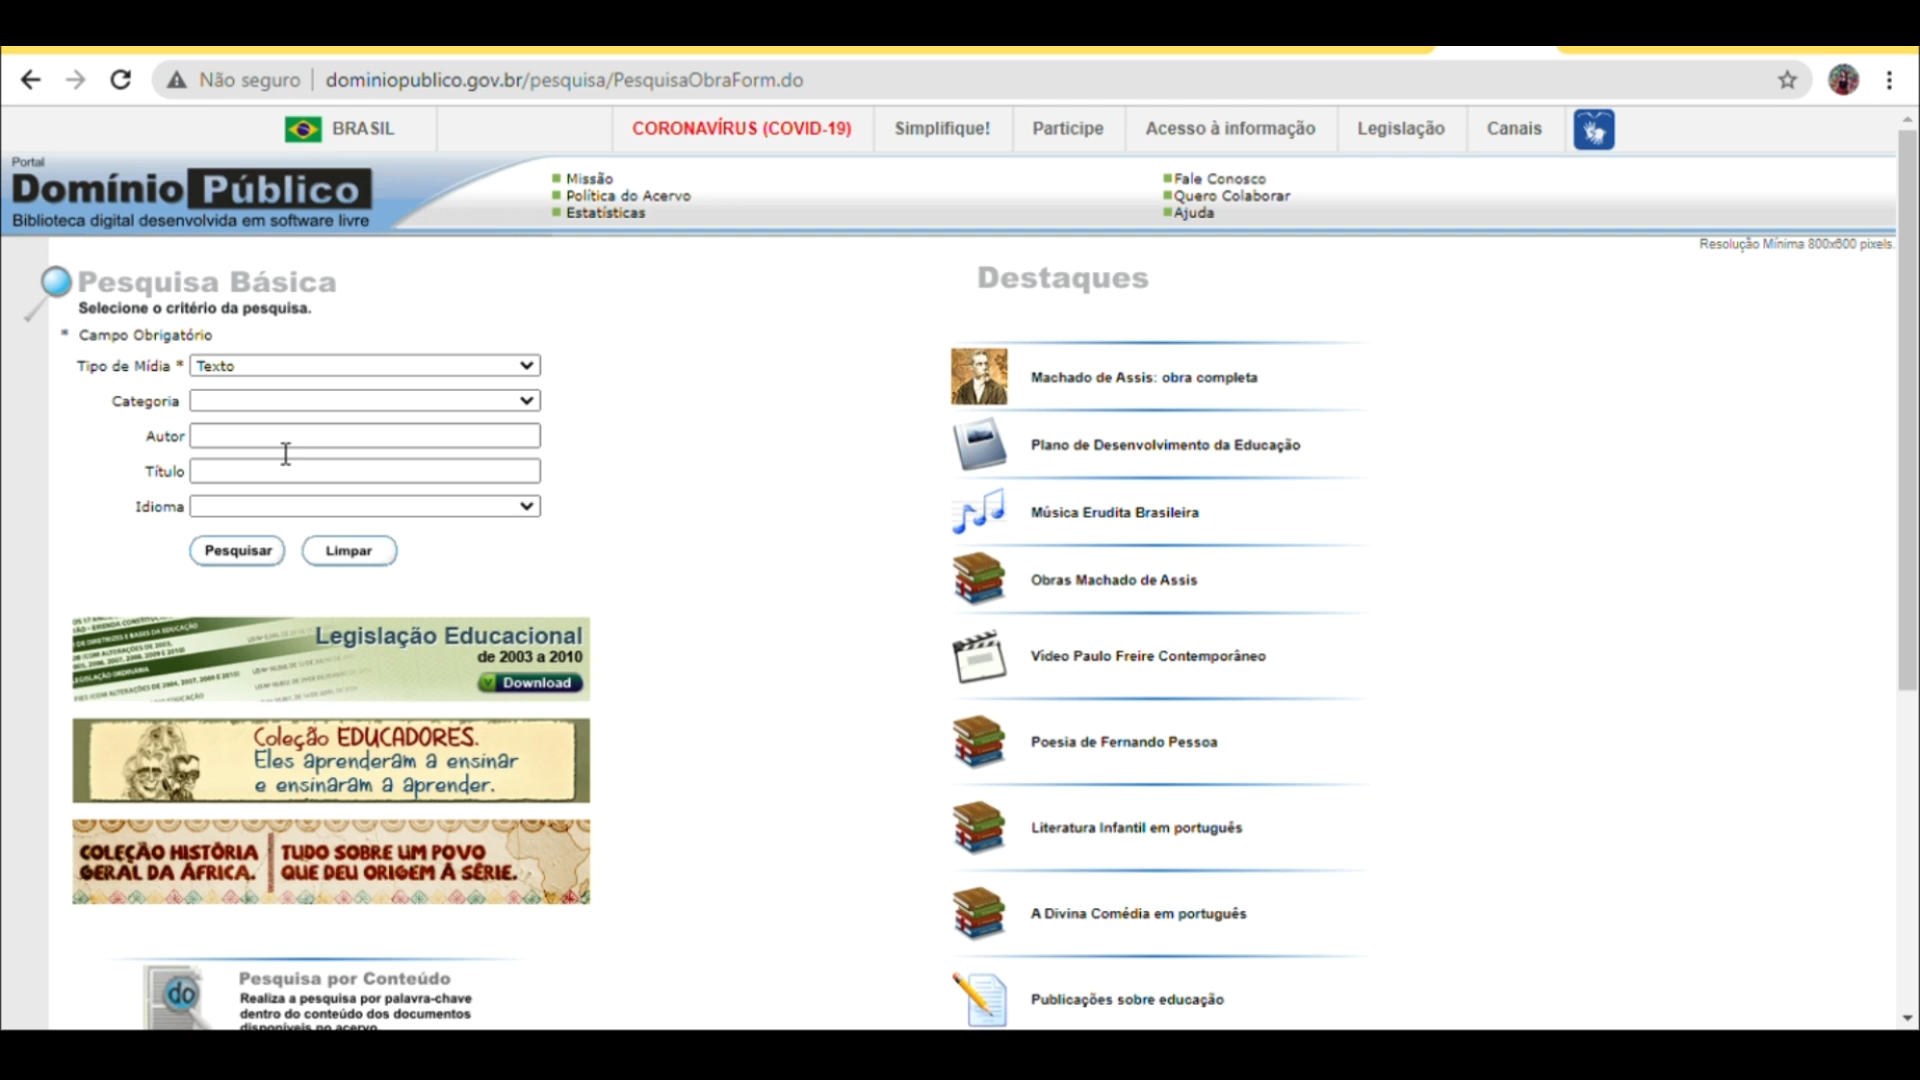 Não seguro
dominiopublico.gov.br/pesquisa/PesquisaObraForm.do
BRASIL
CORONAVÍRUS (COVID-19)
Simplifique!
Participe
Acesso à informação
Legislação
Canais
Portal
Domínio Público
Biblioteca digital desenvolvida em software livre
Missão
Política do Acervo
Estatísticas
Fale Conosco
Quero Colaborar
Ajuda
Resolução Mínima 800x600 pixels.
Pesquisa Básica
Selecione o critério da pesquisa.
* Campo Obrigatório
Tipo de Mídia * Texto
Categoria
Autor
Título
Idioma
Pesquisar
Limpar
Legislação Educacional
de 2003 a 2010
Download
Coleção EDUCADORES.
Eles aprenderam a ensinar
e ensinaram a aprender.
COLEÇÃO HISTÓRIA
GERAL DA ÁFRICA.
TUDO SOBRE UM POVO
QUE DEU ORIGEM À SÉRIE.
do
Pesquisa por Conteúdo
Realiza a pesquisa por palavra-chave
dentro do conteúdo dos documentos
disponíveis no acervo
Destaques
Machado de Assis: obra completa
Plano de Desenvolvimento da Educação
Música Erudita Brasileira
Obras Machado de Assis
Vídeo Paulo Freire Contemporâneo
Poesia de Fernando Pessoa
Literatura Infantil em português
A Divina Comédia em português
Publicações sobre educação